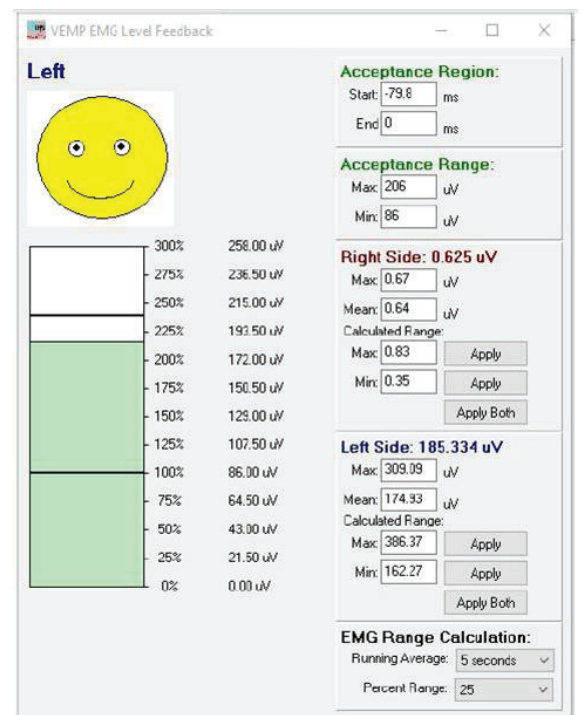 VEMP EMG Level Feedback
Left
300% 258.00 uV
275% 236.50 uV
250% 215.00 uV
225% 193.50 uV
200% 172.00 uV
175% 150.50 uV
150% 129.00 uV
125% 107.50 uV
100% 86.00 uV
75% 64.50 uV
50% 43.00 uV
25% 21.50 uV
0% 0.00 uV
Acceptance Region:
Start: -79.8 ms
End 0 ms
Acceptance Range:
Max: 206 uV
Min: 86 uV
Right Side: 0.625 uV
Max: 0.67 uV
Mean: 0.64 uV
Calculated Range:
Max: 0.83 Apply
Min: 0.35 Apply
Apply Both
Left Side: 185.334 uV
Max: 309.09 uV
Mean: 174.93 uV
Calculated Range:
Max: 386.37 Apply
Min: 162.27 Apply
Apply Both
EMG Range Calculation:
Running Average: 5 seconds
Percent Range: 25